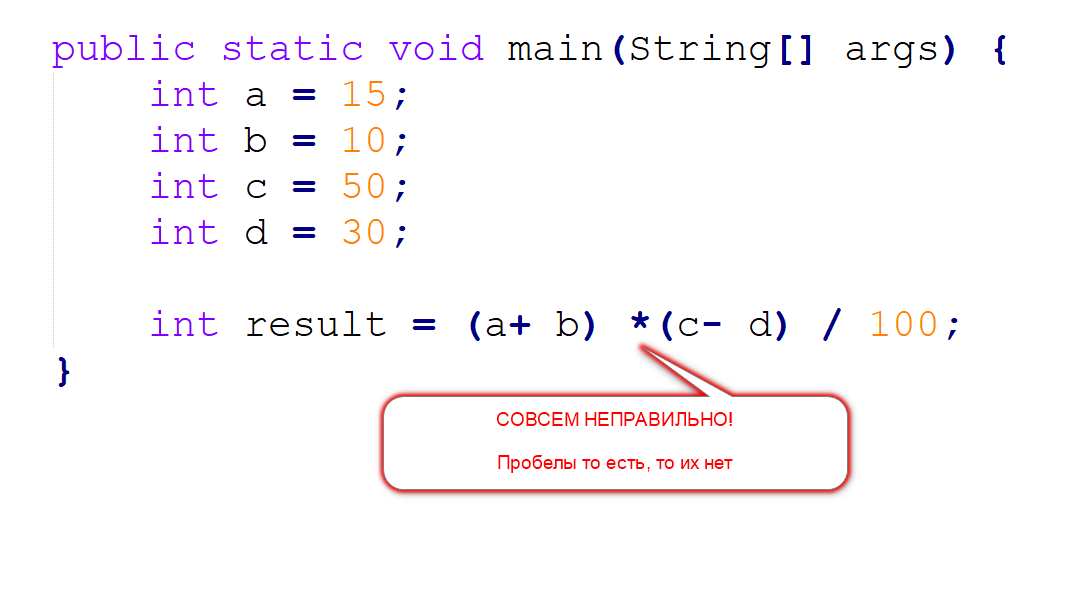 public static void main(String[] args) {
int a = 15;
int b = 10;
int c = 50;
int d = 30;
int result = (a+ b) *(c- d) / 100;
}
СОВСЕМ НЕПРАВИЛЬНО!
Пробелы то есть, то их нет